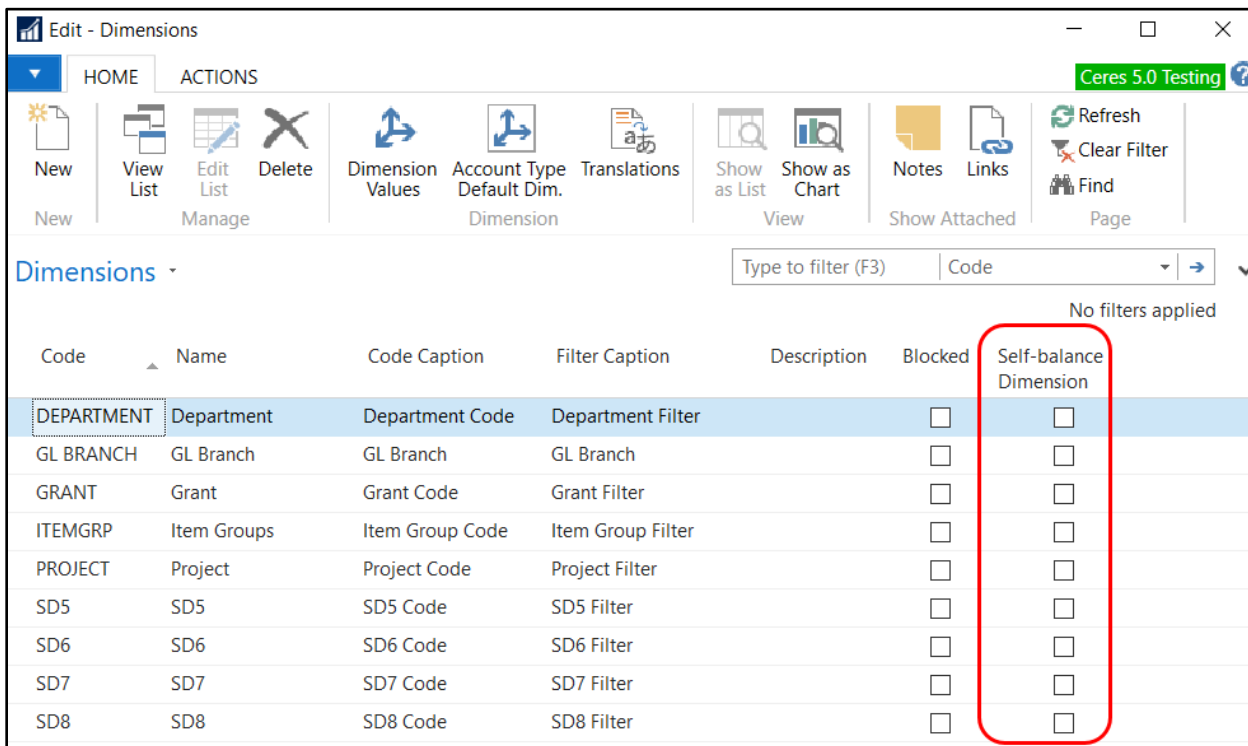 Edit - Dimensions
HOME ACTIONS Ceres 5.0 Testing ?
New View List Edit List Delete Dimension Values Account Type Default Dim. Translations Show as List Show as Chart Notes Links Refresh
Clear Filter
Find
New Manage Dimension View Show Attached Page
Dimensions Type to filter (F3) Code
No filters applied
Code Name Code Caption Filter Caption Description Blocked Self-balance Dimension
DEPARTMENT Department Department Code Department Filter
GL BRANCH GL Branch GL Branch GL Branch
GRANT Grant Grant Code Grant Filter
ITEMGRP Item Groups Item Group Code Item Group Filter
PROJECT Project Project Code Project Filter
SD5 SD5 SD5 Code SD5 Filter
SD6 SD6 SD6 Code SD6 Filter
SD7 SD7 SD7 Code SD7 Filter
SD8 SD8 SD8 Code SD8 Filter